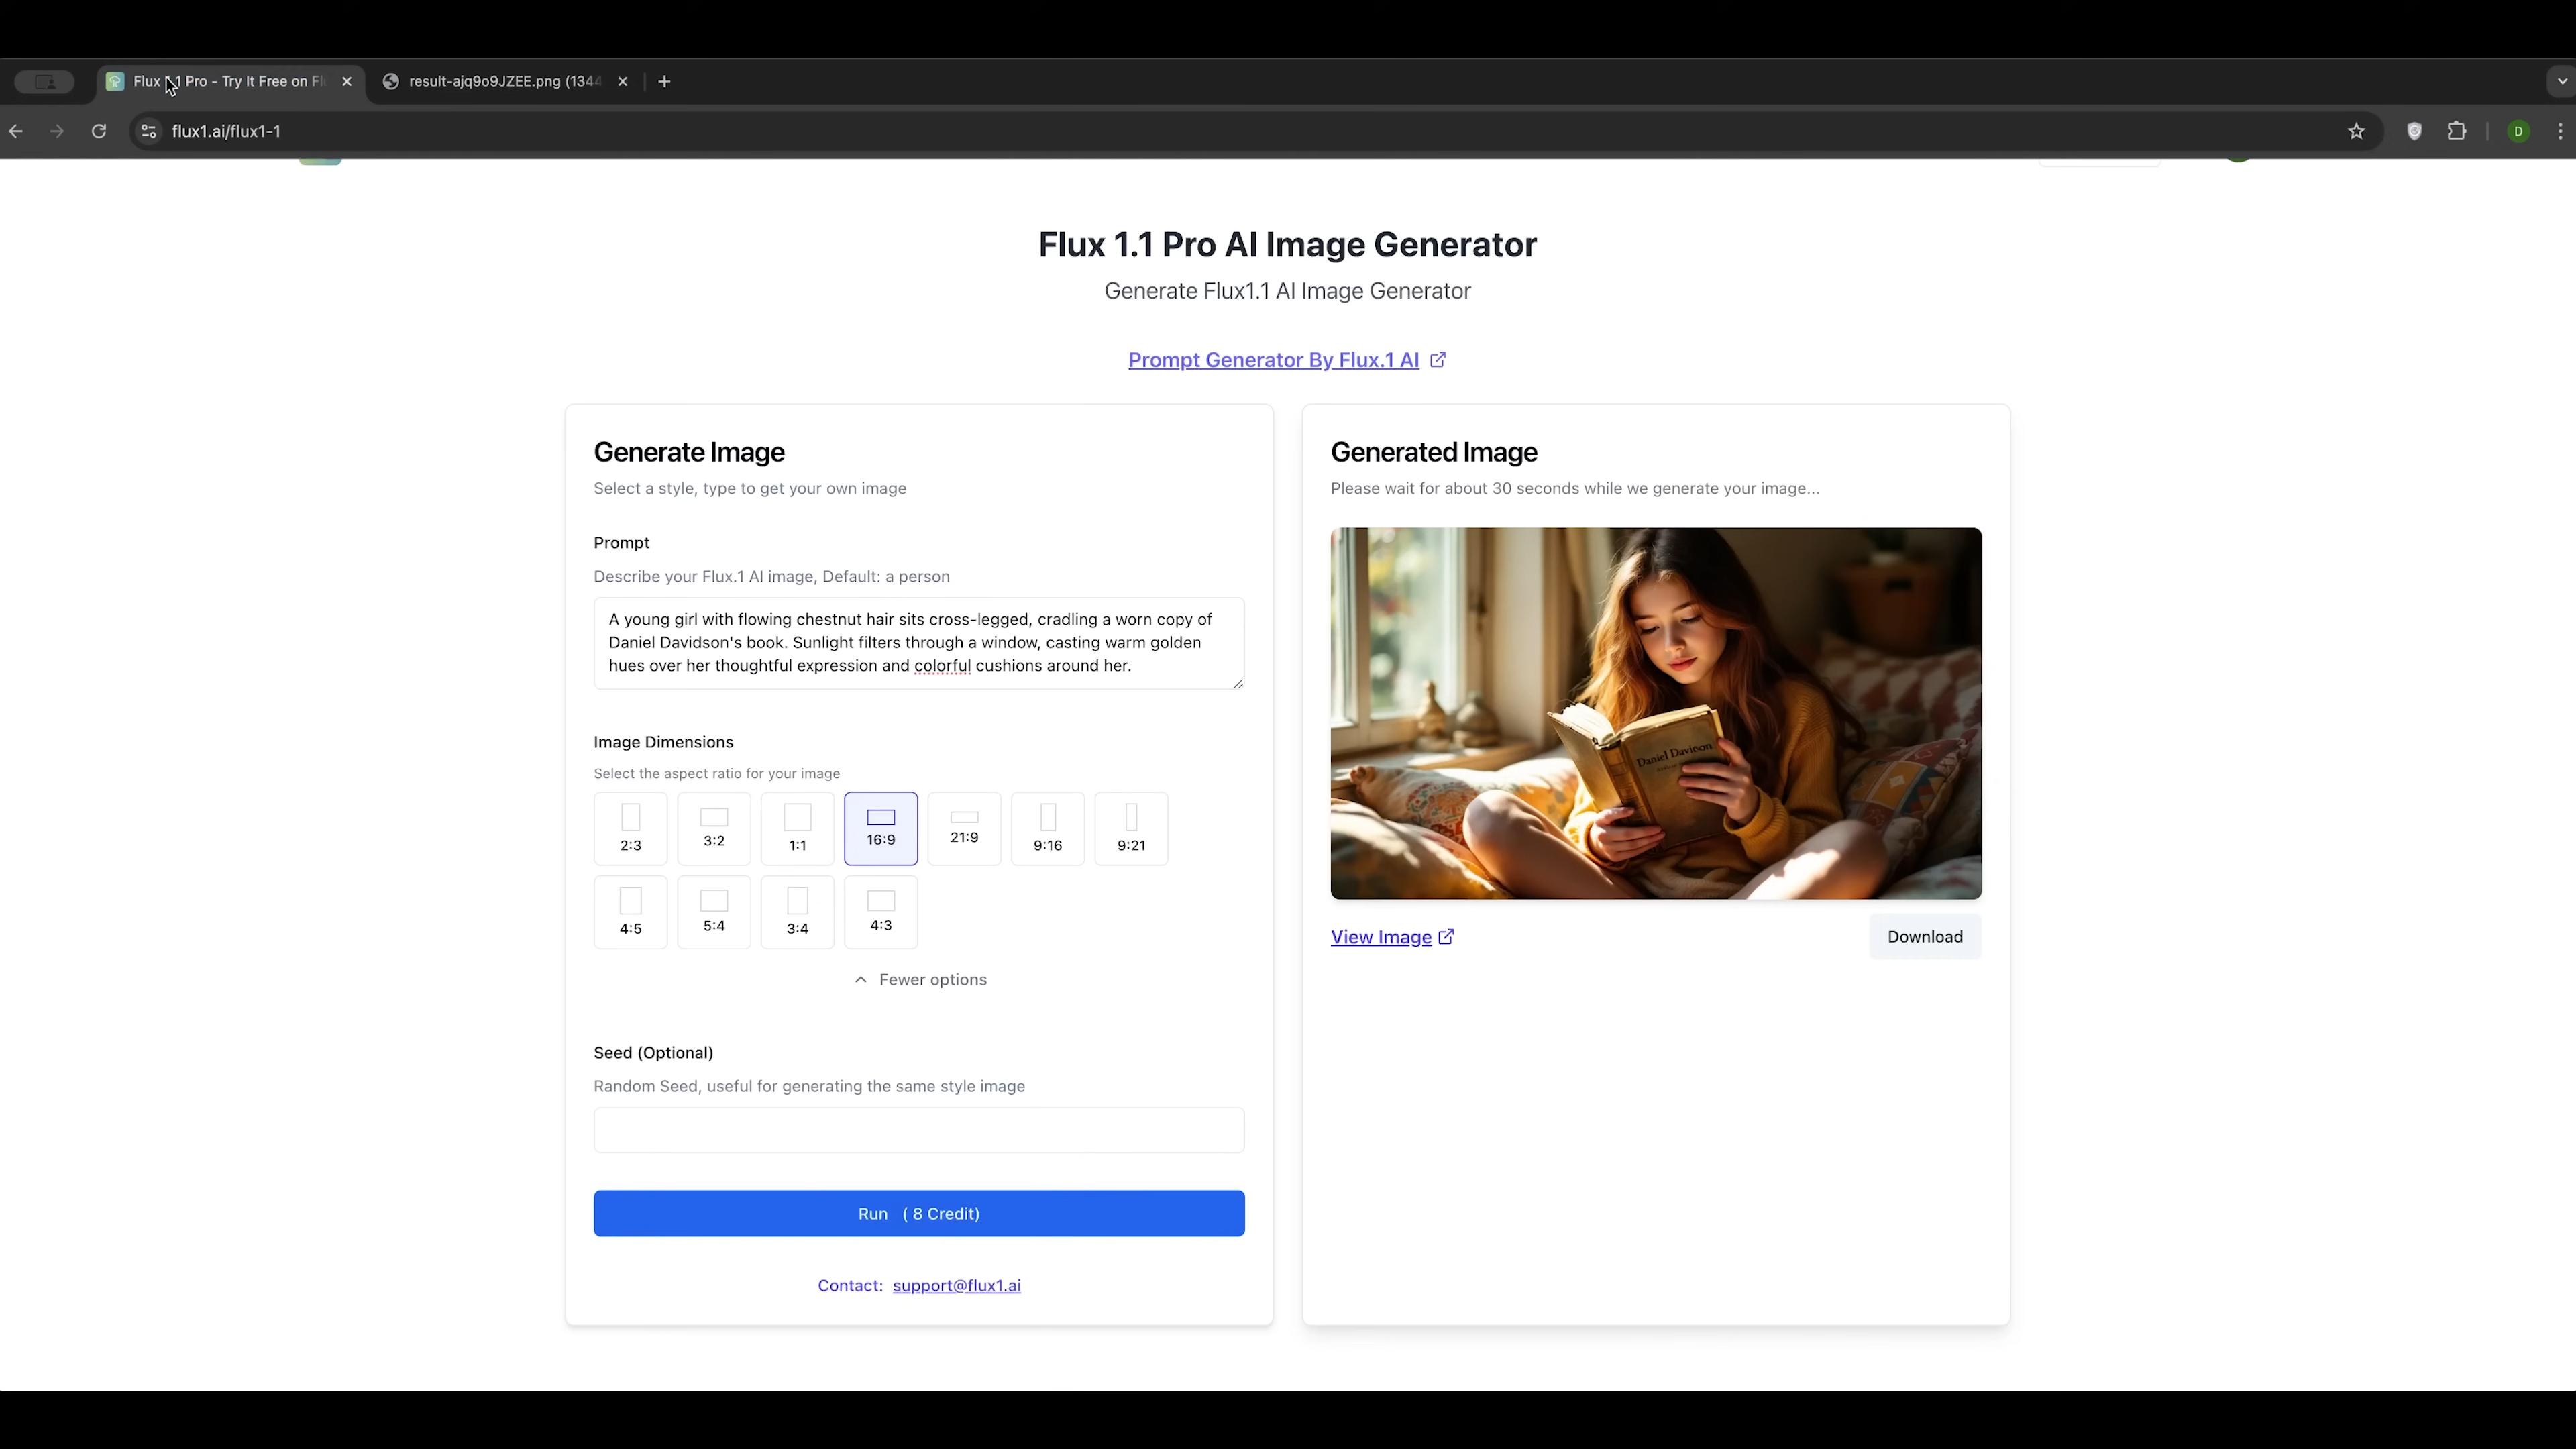 Flux 1.1 Pro - Try It Free on Fl
result-ajq9o9JZEE.png (1344
flux1.ai/flux1-1
D
Flux 1.1 Pro AI Image Generator
Generate Flux1.1 AI Image Generator
Prompt Generator By Flux.1 AI
Generate Image
Select a style, type to get your own image
Prompt
Describe your Flux.1 AI image, Default: a person
A young girl with flowing chestnut hair sits cross-legged, cradling a worn copy of
Daniel Davidson's book. Sunlight filters through a window, casting warm golden
hues over her thoughtful expression and colorful cushions around her.
Image Dimensions
Select the aspect ratio for your image
2:3 3:2 1:1 16:9 21:9 9:16 9:21
4:5 5:4 3:4 4:3
Fewer options
Seed (Optional)
Random Seed, useful for generating the same style image
Run ( 8 Credit)
Contact: support@flux1.ai
Generated Image
Please wait for about 30 seconds while we generate your image...
Daniel Davison
View Image
Download